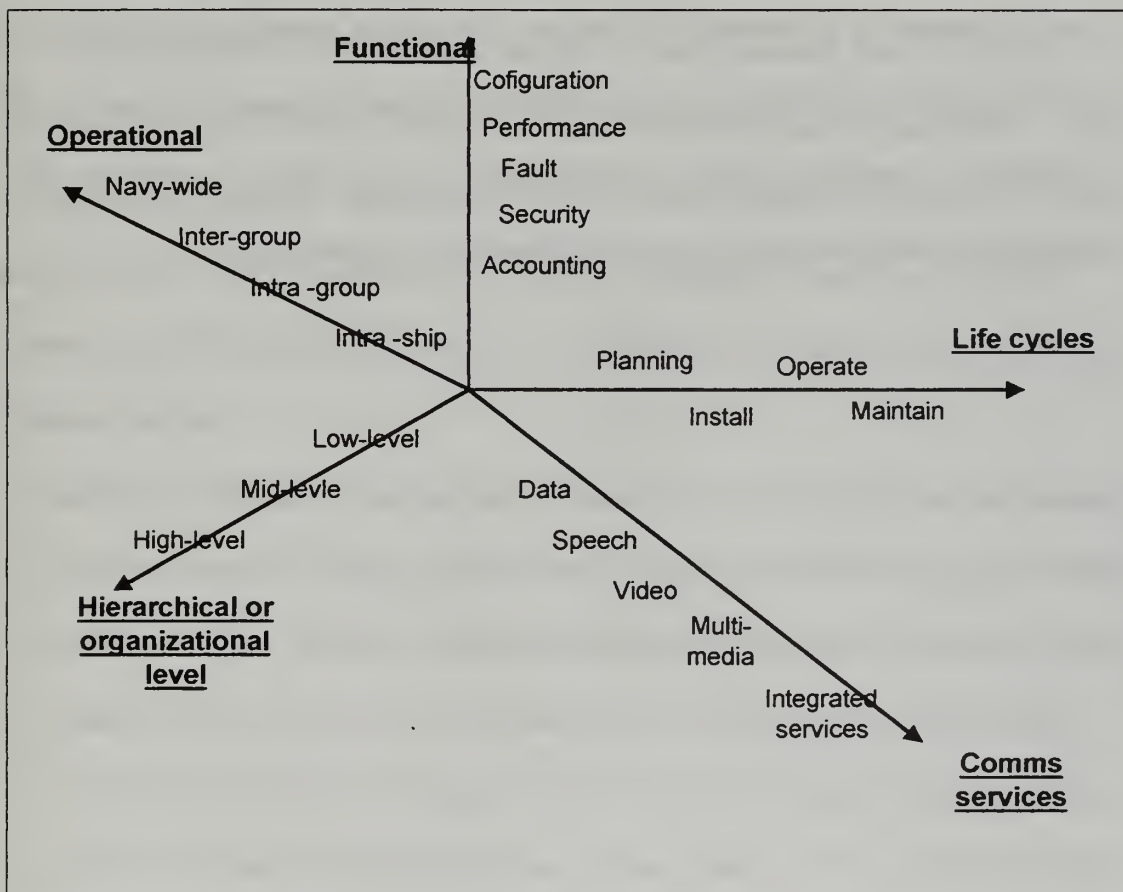 Functional
Cofiguration
Operational
Performance
Fault
Navy-wide
Security
Inter-group
Accounting
Intra -group
Intra -ship
Life cycles
Planning
Operate
Install
Maintain
Low-level
Mid-levle
High-level
Data
Speech
Video
Multi-
media
Integrated
services
Hierarchical or
organizational
level
Comms
services